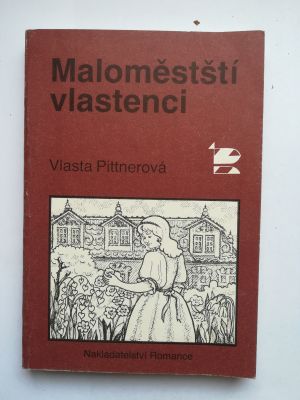 Maloměstští
vlastenci
Vlasta Pittnerová
Nakladatelství Romance